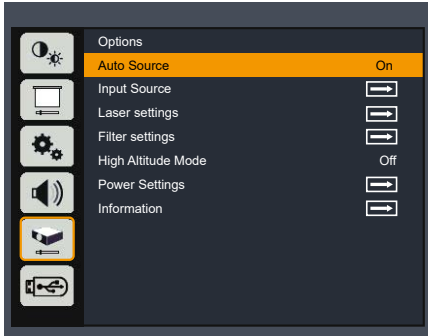 Options
Auto Source On
Input Source
Laser settings
Filter settings
High Altitude Mode Off
Power Settings
Information